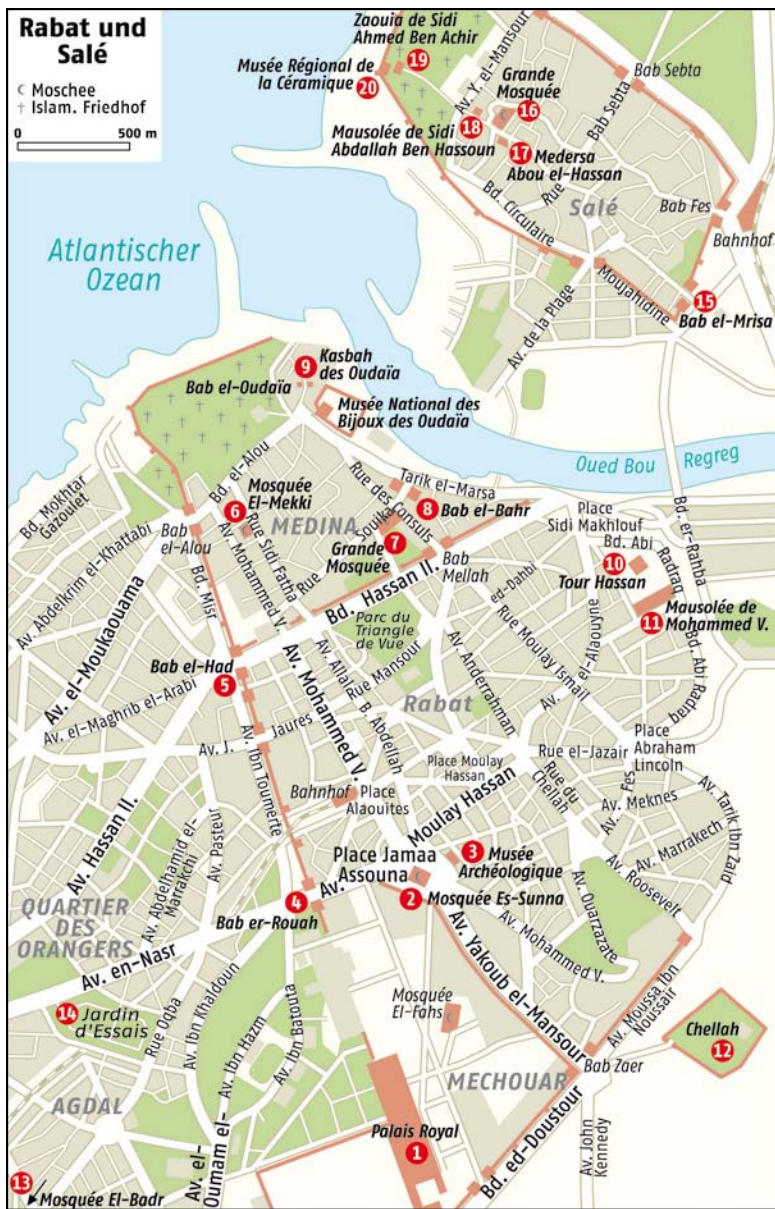 Rabat und
Salé
Moschee
Islam. Friedhof
0 500 m
Zaouia de Sidi
Ahmed Ben Achir
19
Musée Régional de
la Céramique
20
Av. Y. el-Mansour
Grande
Mosquée
16
Bab Sebta
Bab Sebta
18
Mausolée de Sidi
Abdallah Ben Hassoun
17
Medersa
Abou el-Hassan
Rue
Bd. Circulaire
Salé
Bab Fes
Bahnhof
Moujahidine
Av. de la Plage
15
Bab el-Mrisa
Atlantischer
Ozean
9
Kasbah
des Oudaïa
Bab el-Oudaïa
Musée National des
Bijoux des Oudaïa
Oued Bou Regreg
Bd. Mokhtar
Gazoulet
Bd. el-Alou
Mosquée
El-Mekki
6
MEDINA
Rue des Consuls
Tarik el-Marsa
8
Bab el-Bahr
Souika
Rue
Rue Sidi Fatha
Av. Mohammed V.
7
Grande
Mosquée
Bab
el-Alou
Av. Abdelkrim el-Khattabi
Bd. Misr
Bd. Hassan II.
Bab
Mellah
Place
Sidi Makhlouf
Bd. er-Rahba
Bd. Abi
Radraq
10
Tour Hassan
11
Mausolée de
Mohammed V.
Bd. Abi Radraq
ed-Dahbi
Rue Moulay Ismail
Av. el-Alaouyne
Parc du
Triangle
de Vue
Av. el-Moukaouama
Bab el-Had
5
Av. el-Maghrib el-Arabi
Av. Mohammed V.
Av. Allala
B. Abdellah
Rue Mansour
Av. Anderrahman
Rabat
Av. J. Jaures
Av. Ibn Toumerte
Place Moulay
Hassan
Rue el-Jazair
Place
Abraham
Lincoln
Rue du
Chellah
Fes
Av. Meknes
Av. Tarik Ibn Zaid
Av. Marrakech
Av. Roosevelt
Bahnhof
Place
Alaouites
Moulay Hassan
Av. Hassan II.
Av. Abdelhamid el-
Marrakchi
Av. Pasteur
Place Jamaa
Assouna
3
Musée
Archéologique
2
Mosquée Es-Sunna
4
Bab er-Rouah
Av.
Av. Ouarzazare
Av. Mohammed V.
QUARTIER
DES
ORANGERS
Av. en-Nasr
Av. Yakoub el-Mansour
Av. Moussa Ibn
Noussair
14
Jardin
d'Essais
Rue Oqba
Av. Ibn Khaldoun
Av. Ibn Hazm
Av. Ibn Batouta
Mosquée
El-Fahs
Chellah
12
Bab Zaer
MECHOUAR
AGDAL
Av. el-
Oumam el-
Palais Royal
1
Bd. ed-Doustour
Av. John
Kennedy
13
Mosquée El-Badr